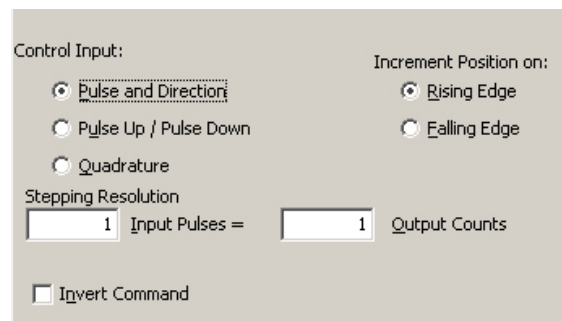 Control Input:
Increment Position on:
Pulse and Direction
Rising Edge
Pulse Up / Pulse Down
Falling Edge
Quadrature
Stepping Resolution
1 Input Pulses = 1 Output Counts
Invert Command